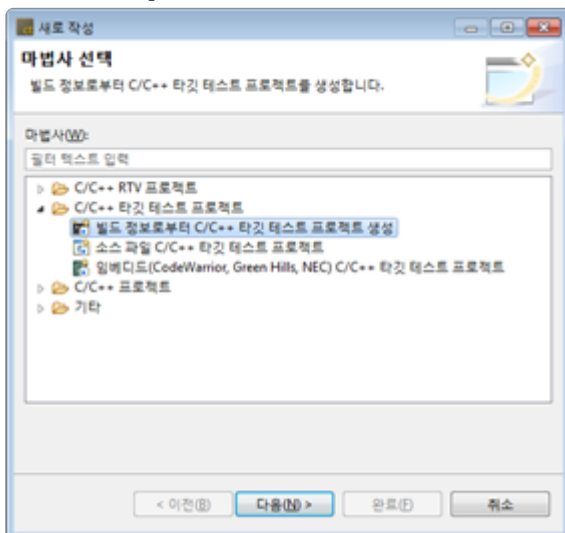 새로 작성
마법사 선택
빌드 정보로부터 C/C++ 타깃 테스트 프로젝트를 생성합니다.
마법사(W):
필터 텍스트 입력
C/C++ RTV 프로젝트
C/C++ 타깃 테스트 프로젝트
빌드 정보로부터 C/C++ 타깃 테스트 프로젝트 생성
소스 파일 C/C++ 타깃 테스트 프로젝트
임베디드(CodeWarrior, Green Hills, NEC) C/C++ 타깃 테스트 프로젝트
C/C++ 프로젝트
기타
< 이전(B) 다음(N) > 완료(F) 취소